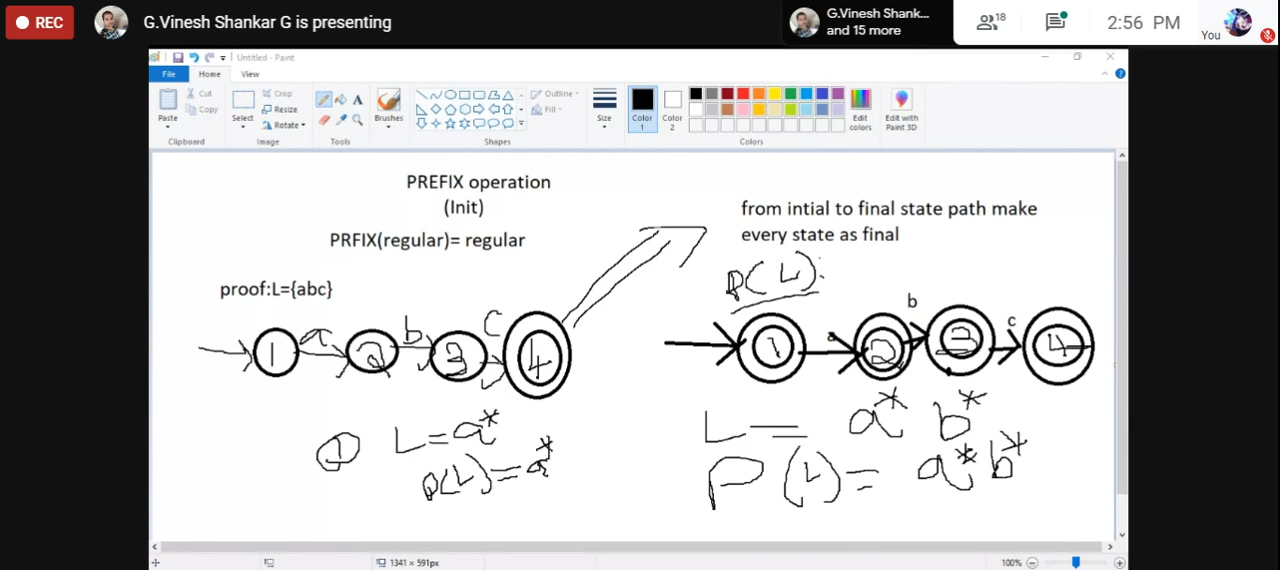 REC
G.Vinesh Shankar G is presenting
G.Vinesh Shank...
and 15 more
18
2:56 PM
You
Untitled - Paint
File Home View
Paste
Cut
Copy
Clipboard
Select
Crop
Resize
Rotate
Image
Tools
Brushes
Shapes
Outline
Fill
Size
Color
1
Color
2
Edit
colors
Edit with
Paint 3D
Colors
PREFIX operation
(Init)
PRFIX(regular)= regular
proof:L={abc}
1 a 2 b 3 C 4
① L=a*
P(L)=a*
from intial to final state path make
every state as final
P(L):
1 a 2 b 3 c 4
L = a* b*
P(L)= a* b*
1341 × 591px
100%